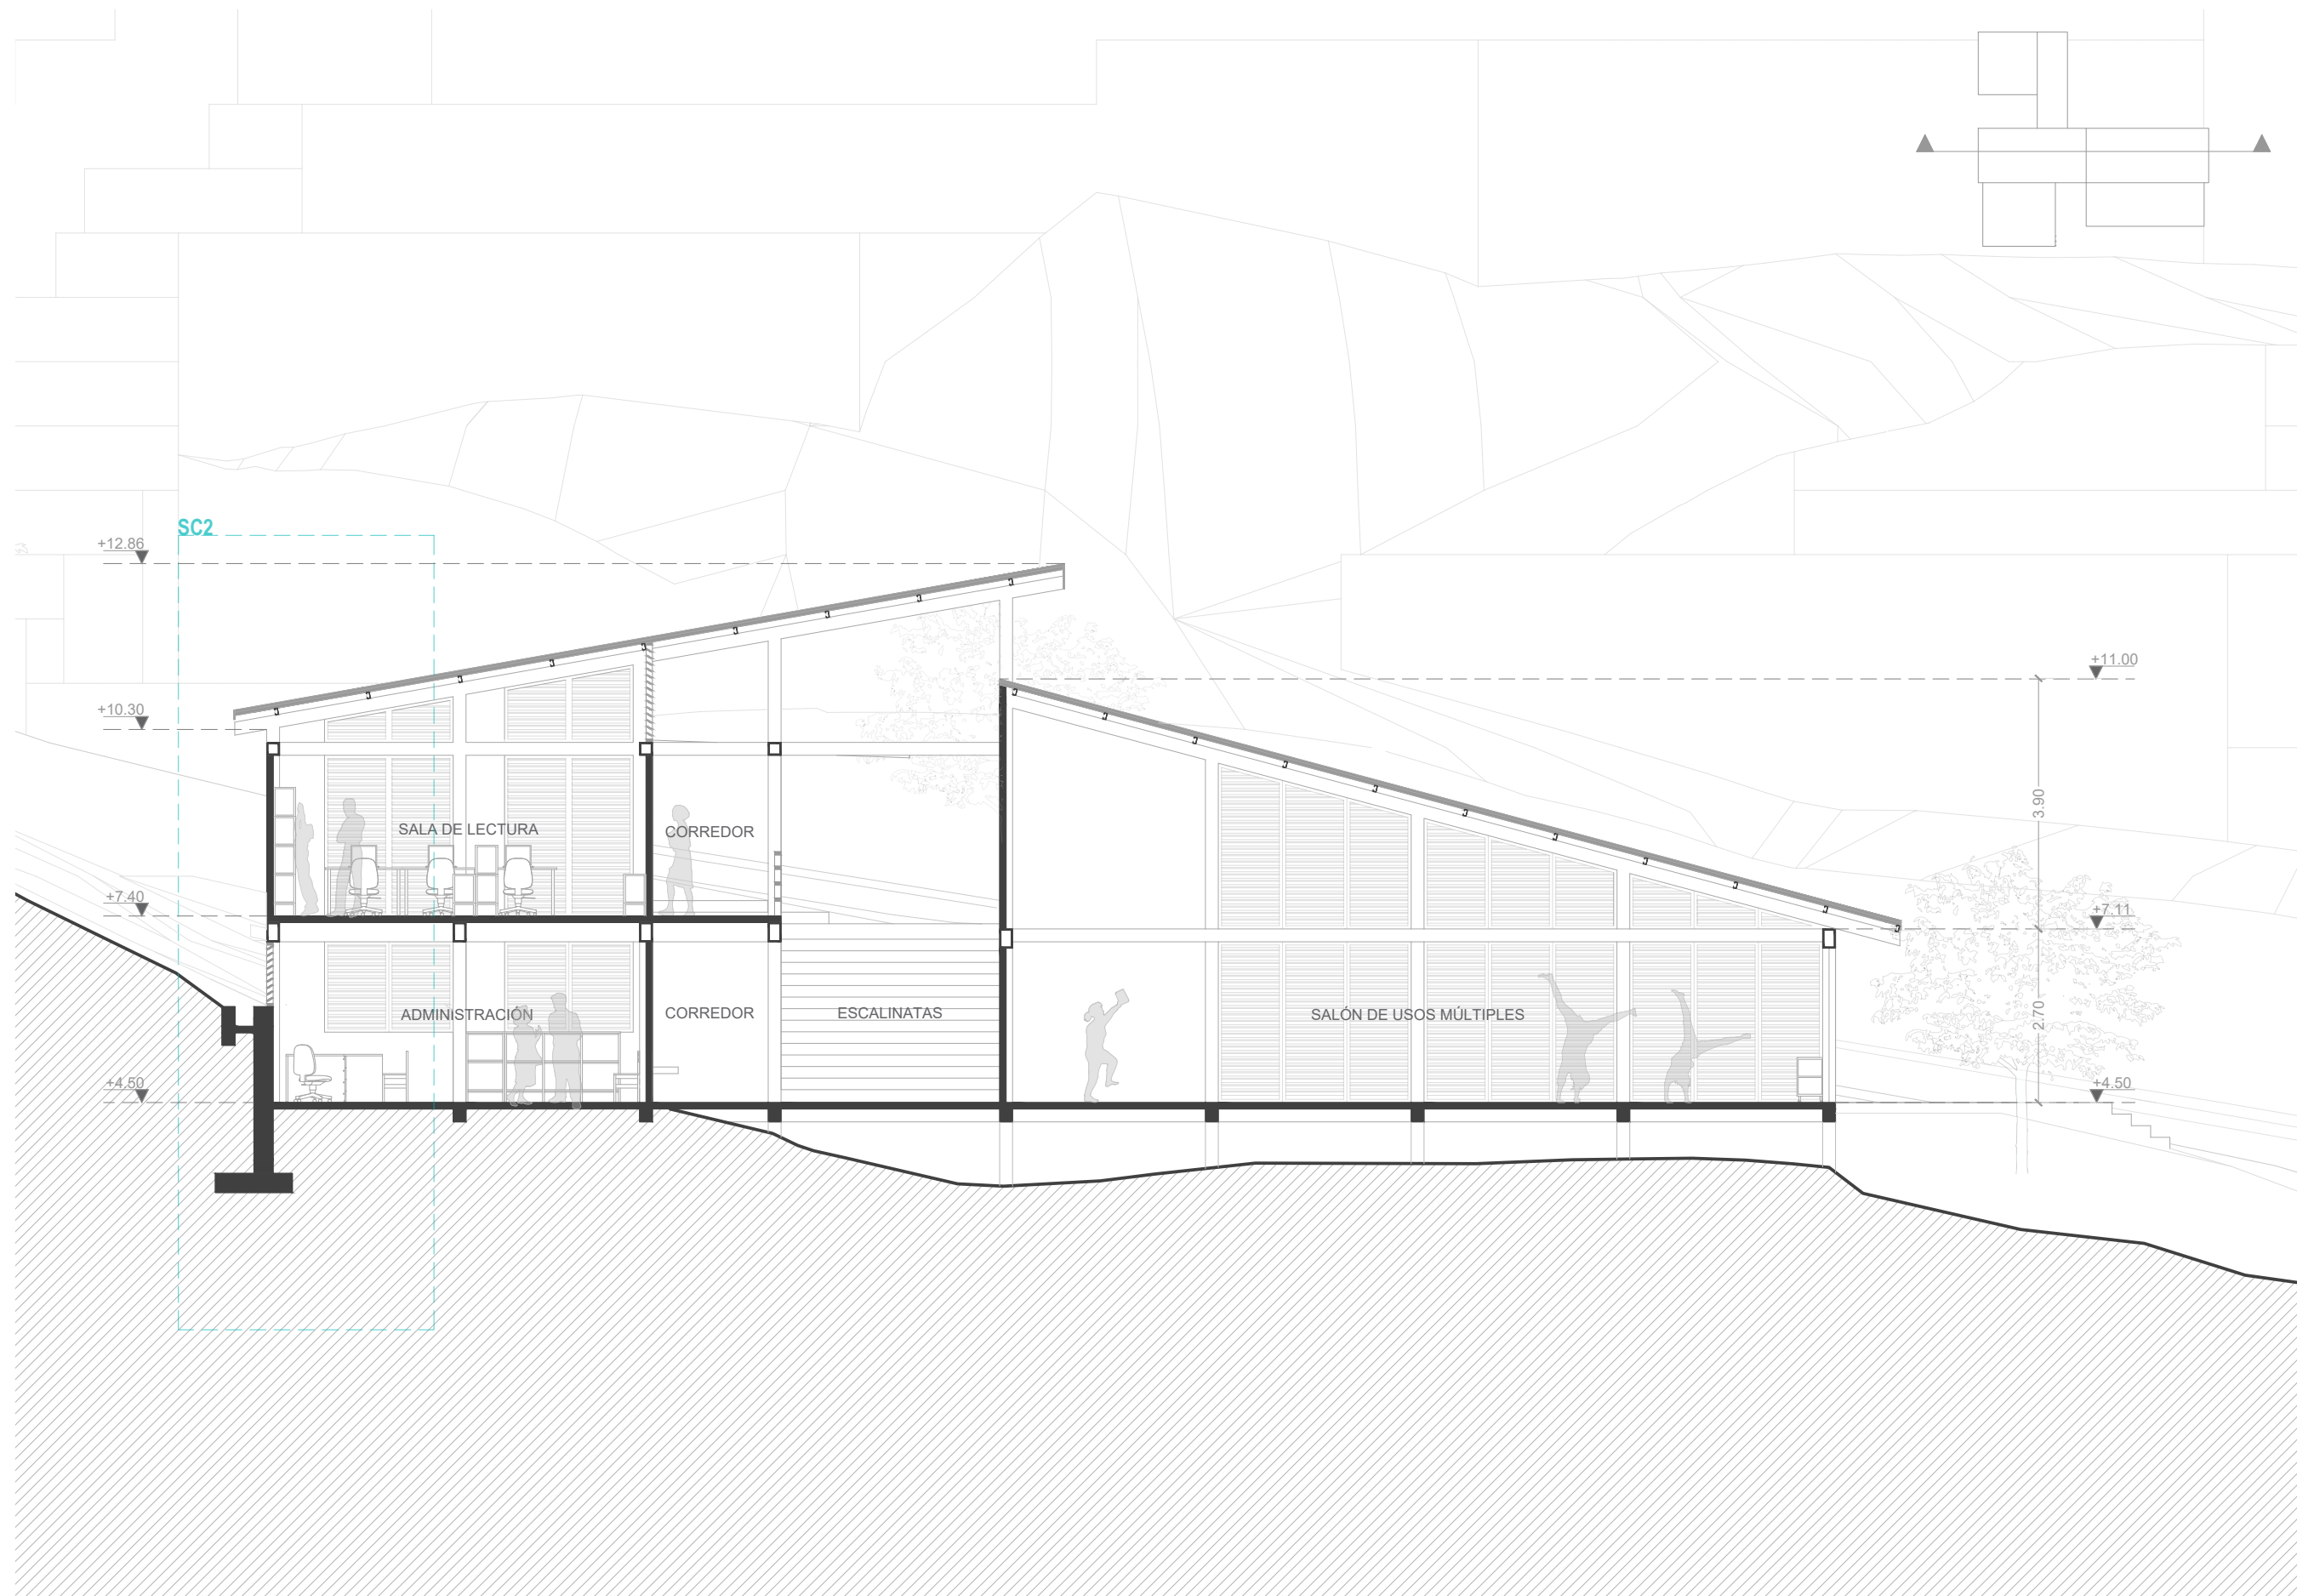 SC2
+12.86
+11.00
+10.30
3.90
SALA DE LECTURA
CORREDOR
+7.40
+7.11
ADMINISTRACIÓN
CORREDOR
ESCALINATAS
SALÓN DE USOS MÚLTIPLES
2.70
+4.50
+4.50